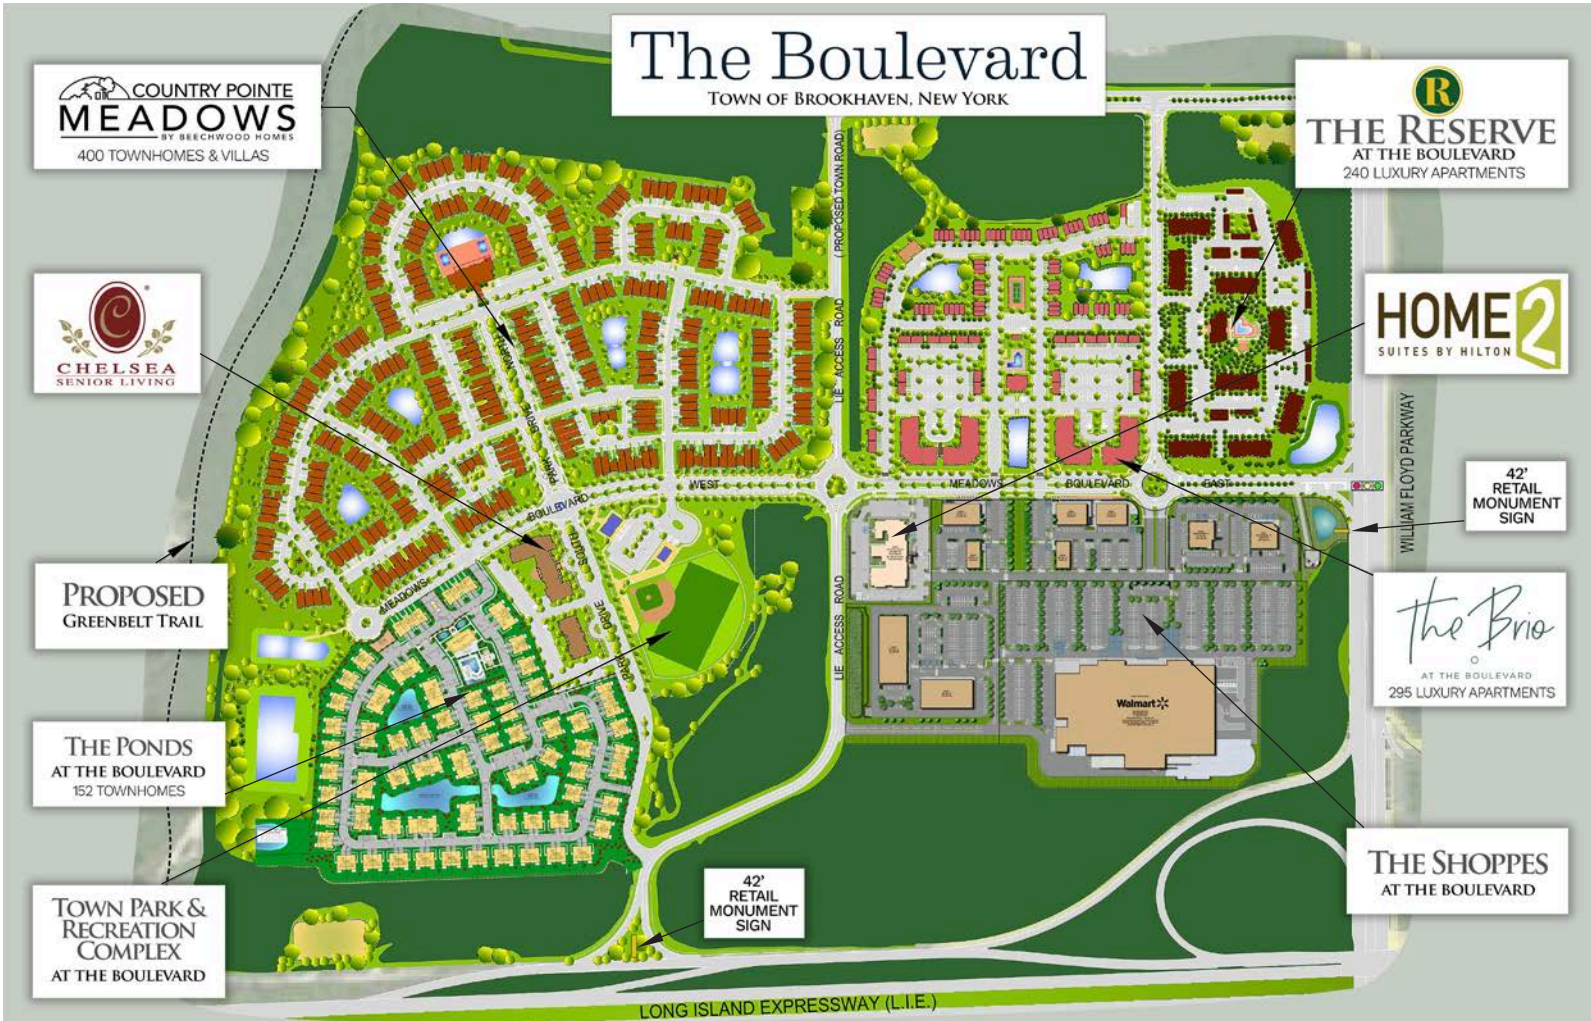 The Boulevard
TOWN OF BROOKHAVEN, NEW YORK
COUNTRY POINTE
MEADOWS
BY BEECHWOOD HOMES
400 TOWNHOMES & VILLAS
R
THE RESERVE
AT THE BOULEVARD
240 LUXURY APARTMENTS
C
®
CHELSEA
SENIOR LIVING
HOME2
SUITES BY HILTON
42'
RETAIL
MONUMENT
SIGN
PROPOSED
GREENBELT TRAIL
the Brio
AT THE BOULEVARD
295 LUXURY APARTMENTS
THE PONDS
AT THE BOULEVARD
152 TOWNHOMES
THE SHOPPES
AT THE BOULEVARD
TOWN PARK &
RECREATION
COMPLEX
AT THE BOULEVARD
42'
RETAIL
MONUMENT
SIGN
LIE ACCESS ROAD (PROPOSED TOWN ROAD)
LIE ACCESS ROAD
WILLIAM FLOYD PARKWAY
MEADOWS BOULEVARD WEST
MEADOWS BOULEVARD EAST
PARK DRIVE NORTH
PARK DRIVE SOUTH
Walmart
LONG ISLAND EXPRESSWAY (L.I.E.)